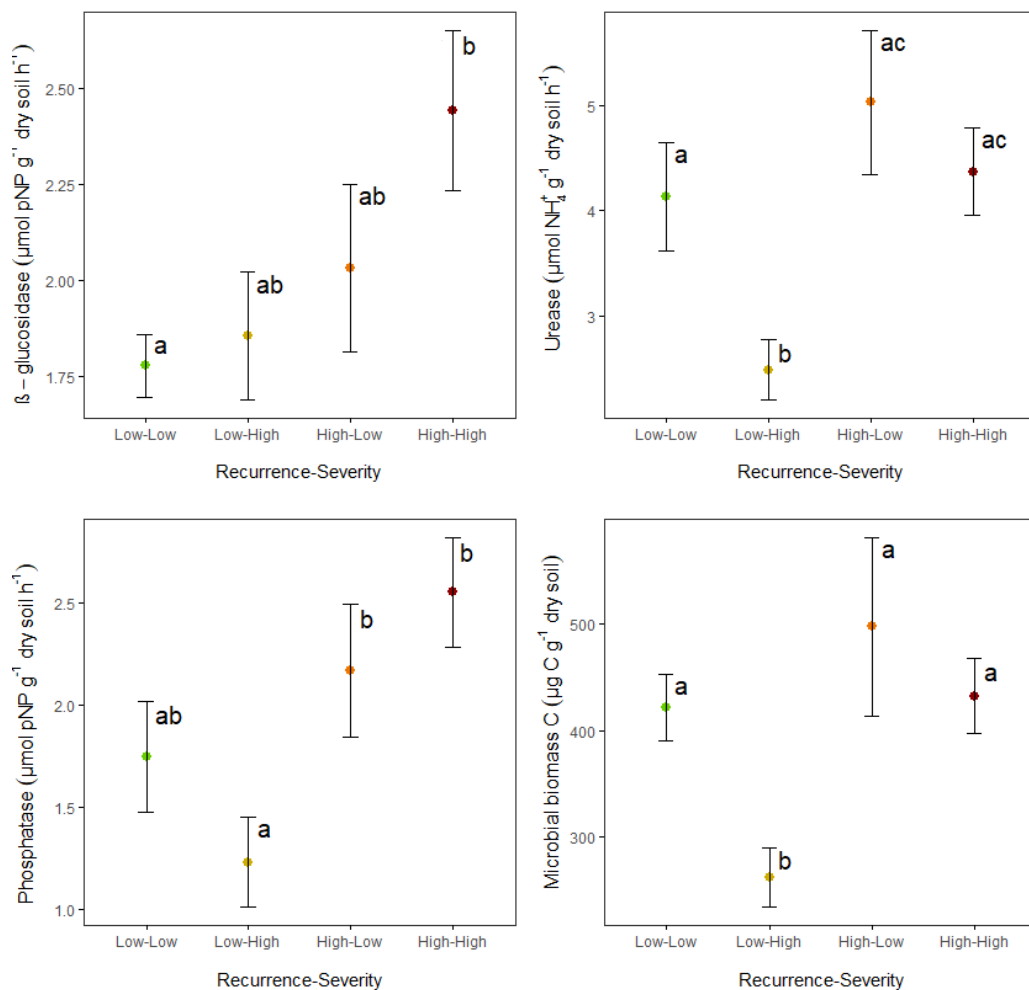 ß − glucosidase (µmol pNP g⁻¹ dry soil h⁻¹)
2.50
2.25
2.00
1.75
a
ab
ab
b
Low-Low Low-High High-Low High-High
Recurrence-Severity
Urease (µmol NH₄⁺ g⁻¹ dry soil h⁻¹)
5
4
3
a
b
ac
ac
Low-Low Low-High High-Low High-High
Recurrence-Severity
Phosphatase (µmol pNP g⁻¹ dry soil h⁻¹)
2.5
2.0
1.5
1.0
ab
a
b
b
Low-Low Low-High High-Low High-High
Recurrence-Severity
Microbial biomass C (µg C g⁻¹ dry soil)
500
400
300
a
b
a
a
Low-Low Low-High High-Low High-High
Recurrence-Severity